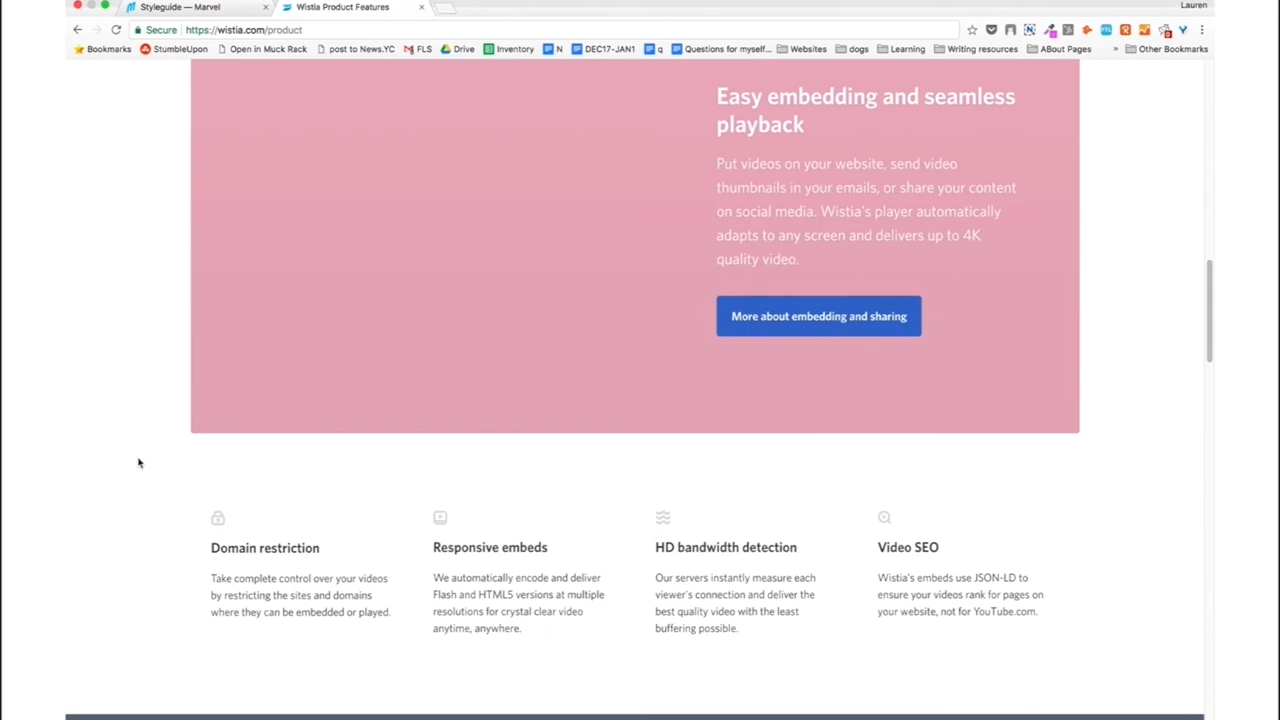 Styleguide — Marvel
Wistia Product Features
Lauren
Secure
https://wistia.com/product
Bookmarks
StumbleUpon
Open in Muck Rack
post to News.YC
FLS
Drive
Inventory
N
DEC17-JAN1
q
Questions for myself...
Websites
dogs
Learning
Writing resources
ABout Pages
»
Other Bookmarks
Easy embedding and seamless
playback
Put videos on your website, send video
thumbnails in your emails, or share your content
on social media. Wistia's player automatically
adapts to any screen and delivers up to 4K
quality video.
More about embedding and sharing
Domain restriction
Take complete control over your videos
by restricting the sites and domains
where they can be embedded or played.
Responsive embeds
We automatically encode and deliver
Flash and HTML5 versions at multiple
resolutions for crystal clear video
anytime, anywhere.
HD bandwidth detection
Our servers instantly measure each
viewer's connection and deliver the
best quality video with the least
buffering possible.
Video SEO
Wistia's embeds use JSON-LD to
ensure your videos rank for pages on
your website, not for YouTube.com.